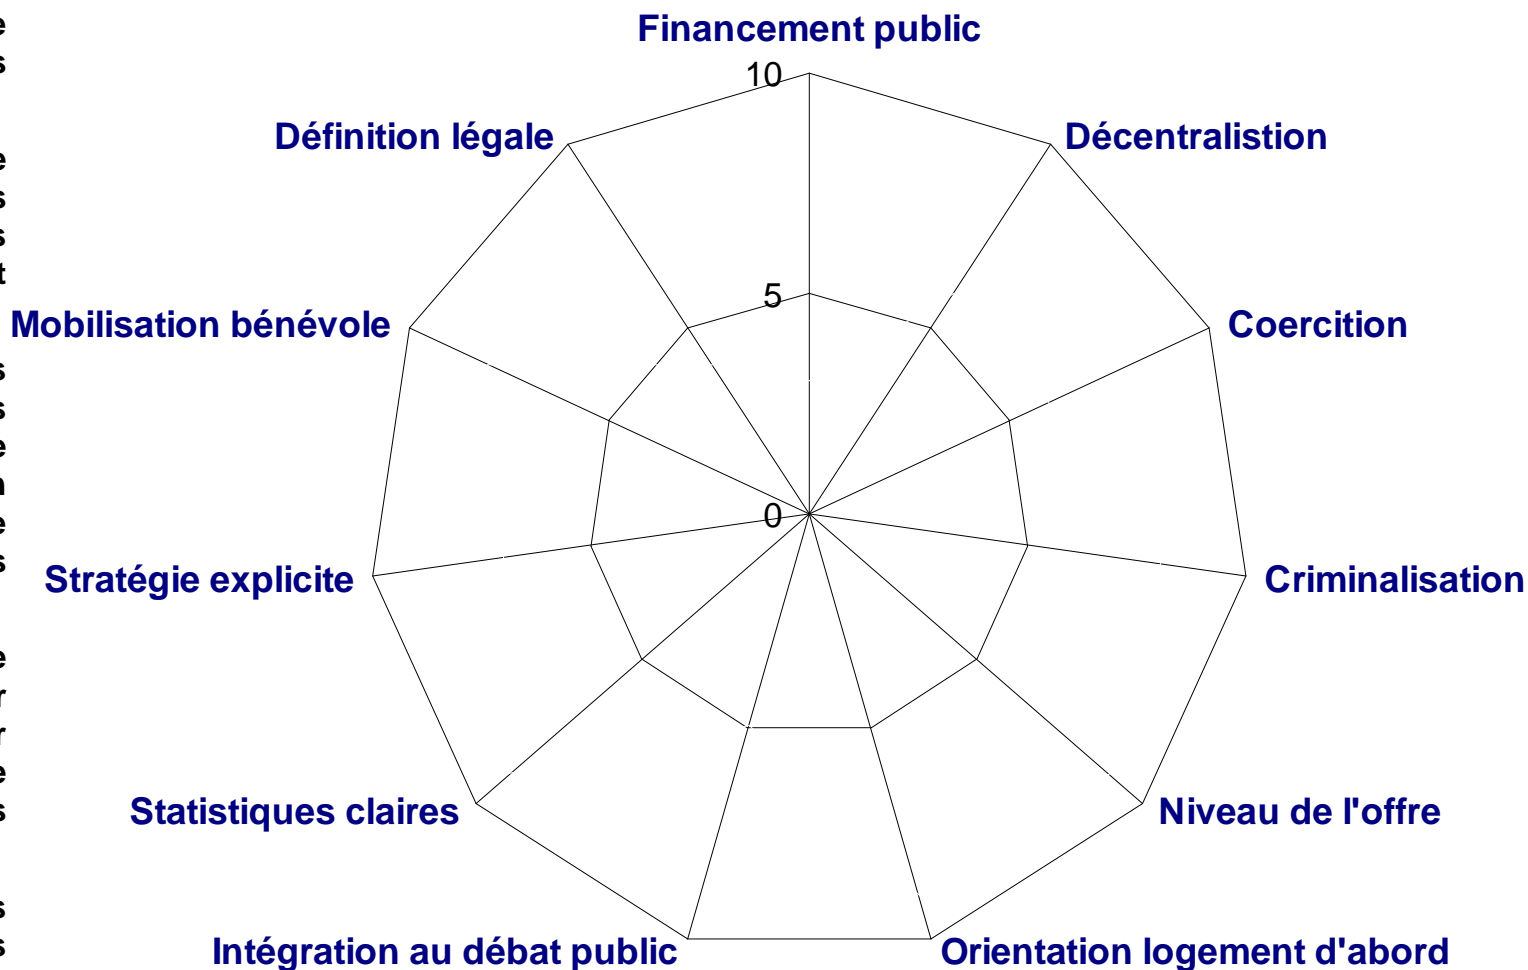 Financement public
10
Définition légale
Décentralistion
5
Mobilisation bénévole
Coercition
0
Stratégie explicite
Criminalisation
Statistiques claires
Niveau de l'offre
Intégration au débat public
Orientation logement d'abord